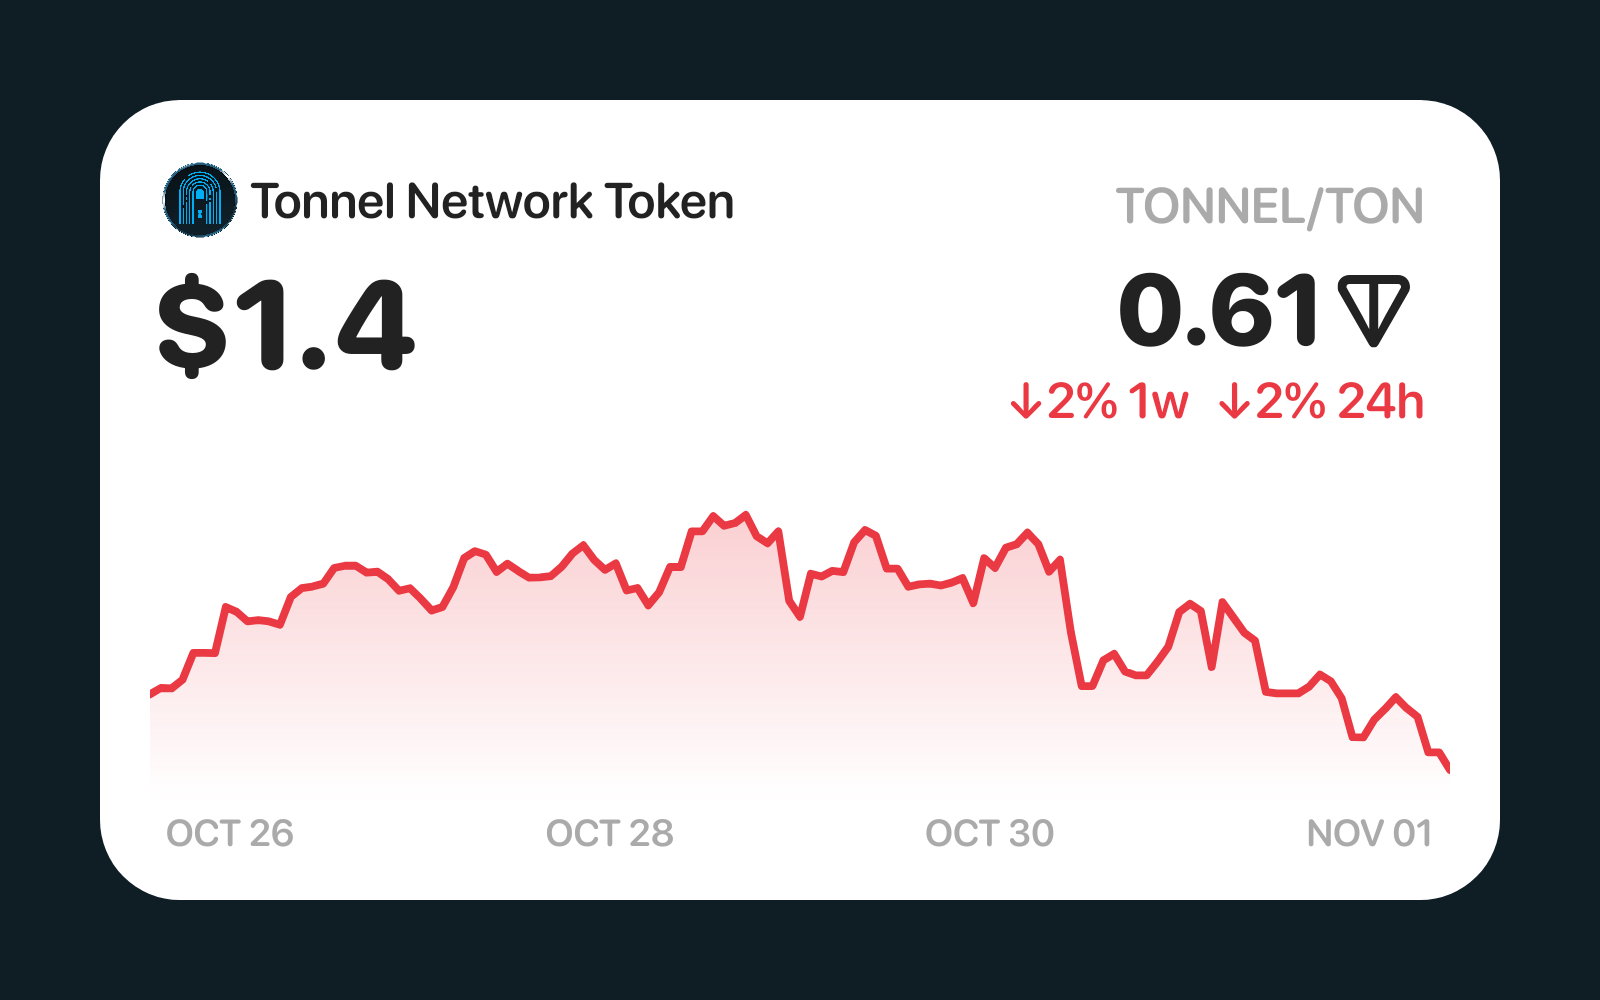 Tonnel Network Token
TONNEL/TON
$1.4
0.61
↓2% 1w ↓2% 24h
OCT 26
OCT 28
OCT 30
NOV 01